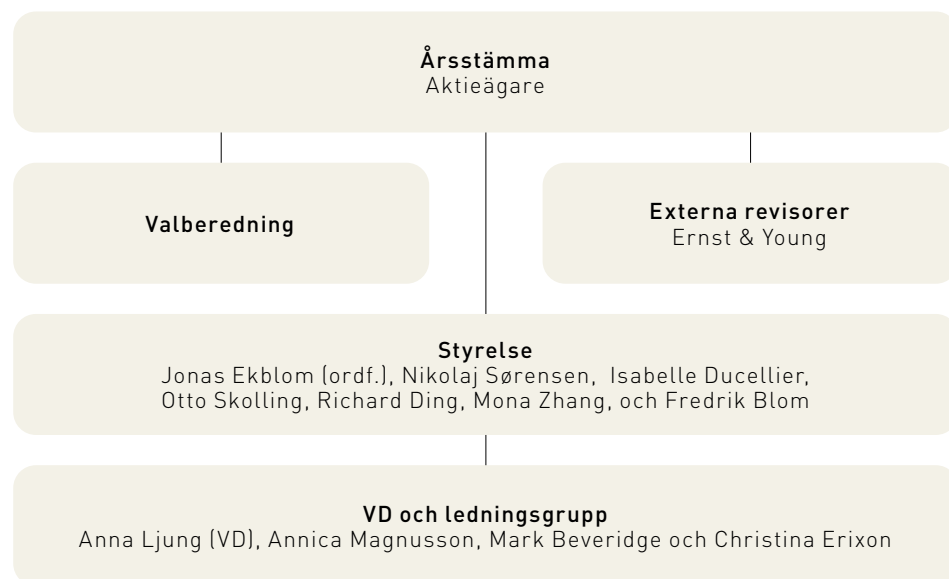 Årsstämma
Aktieägare
Valberedning
Externa revisorer
Ernst & Young
Styrelse
Jonas Ekblom (ordf.), Nikolaj Sørensen, Isabelle Ducellier,
Otto Skolling, Richard Ding, Mona Zhang, och Fredrik Blom
VD och ledningsgrupp
Anna Ljung (VD), Annica Magnusson, Mark Beveridge och Christina Erixon